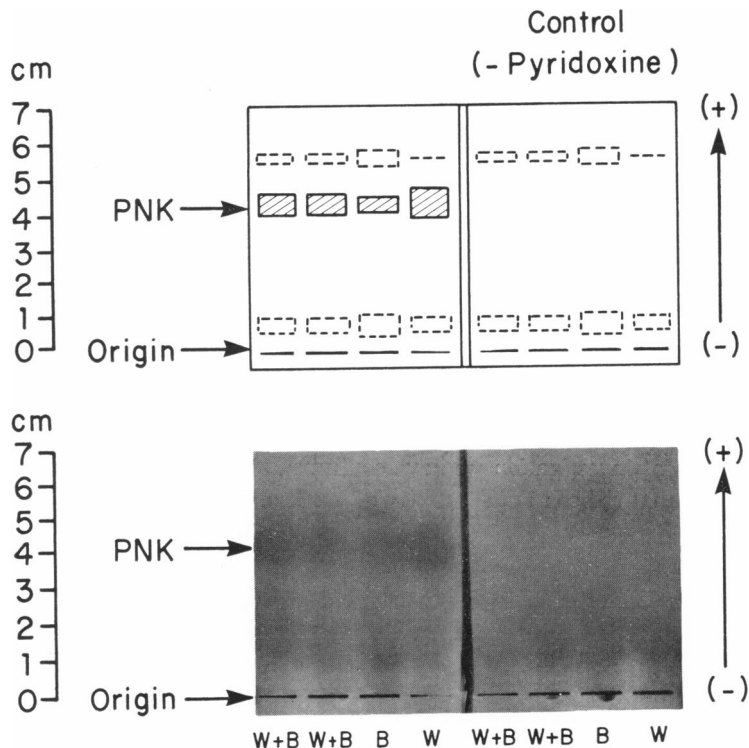 Control
(- Pyridoxine)
cm
7
6
5
4
3
2
1
0
PNK
Origin
(+)
(-)
cm
7
6
5
4
3
2
1
0
PNK
Origin
(+)
(-)
W+B W+B B W W+B W+B B W